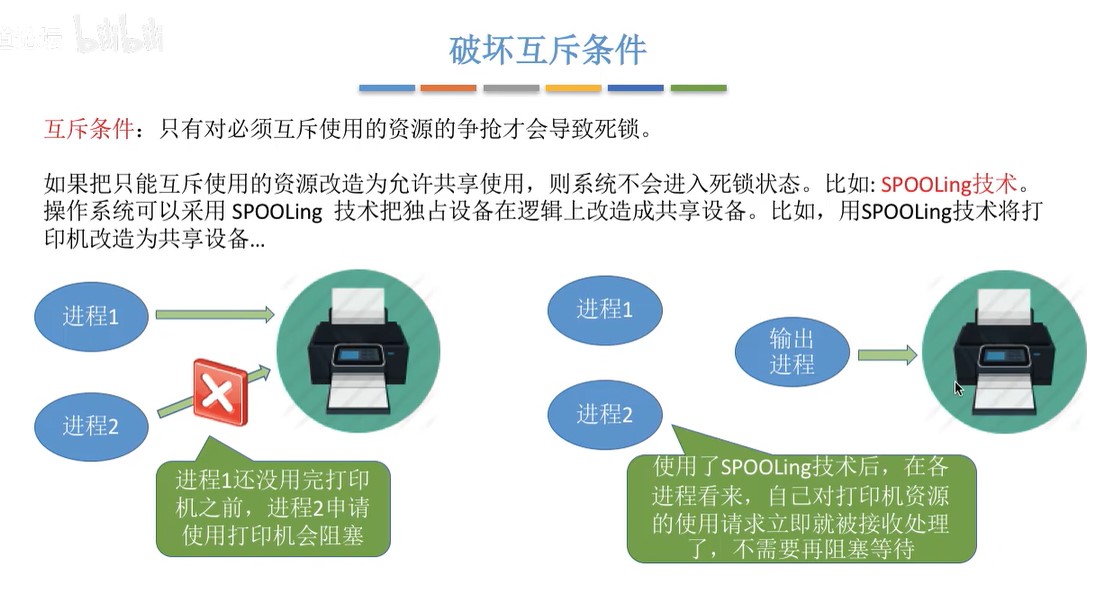 bilibili
破坏互斥条件
互斥条件：只有对必须互斥使用的资源的争抢才会导致死锁。
如果把只能互斥使用的资源改造为允许共享使用，则系统不会进入死锁状态。比如: SPOOLing技术。
操作系统可以采用 SPOOLing 技术把独占设备在逻辑上改造成共享设备。比如，用SPOOLing技术将打
印机改造为共享设备...
进程1
进程2
进程1还没用完打印
机之前，进程2申请
使用打印机会阻塞
进程1
进程2
输出
进程
使用了SPOOLing技术后，在各
进程看来，自己对打印机资源
的使用请求立即就被接收处理
了，不需要再阻塞等待